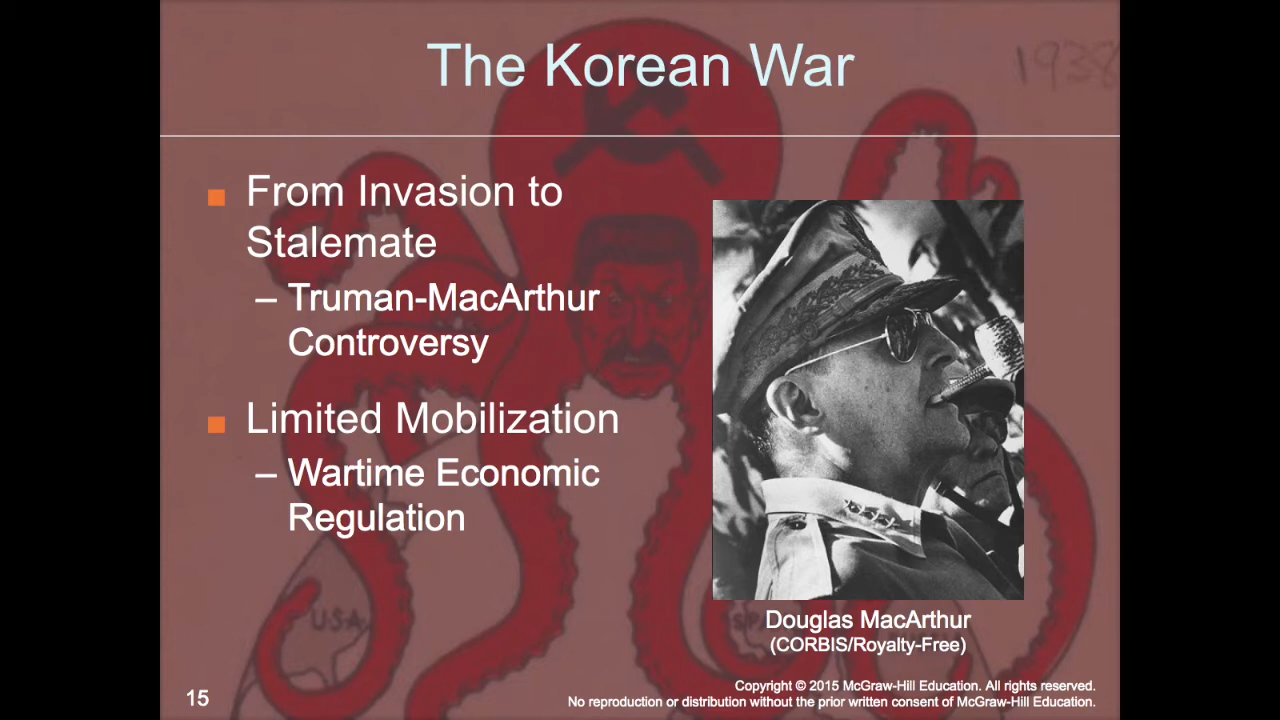 The Korean War
1938
From Invasion to
Stalemate
– Truman-MacArthur
Controversy
Limited Mobilization
– Wartime Economic
Regulation
U.S.A.
Douglas MacArthur
(CORBIS/Royalty-Free)
15
Copyright © 2015 McGraw-Hill Education. All rights reserved.
No reproduction or distribution without the prior written consent of McGraw-Hill Education.